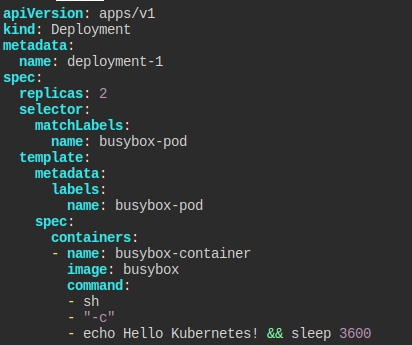 apiVersion: apps/v1
kind: Deployment
metadata:
  name: deployment-1
spec:
  replicas: 2
  selector:
    matchLabels:
      name: busybox-pod
  template:
    metadata:
      labels:
        name: busybox-pod
    spec:
      containers:
      - name: busybox-container
        image: busybox
        command:
        - sh
        - "-c"
        - echo Hello Kubernetes! && sleep 3600